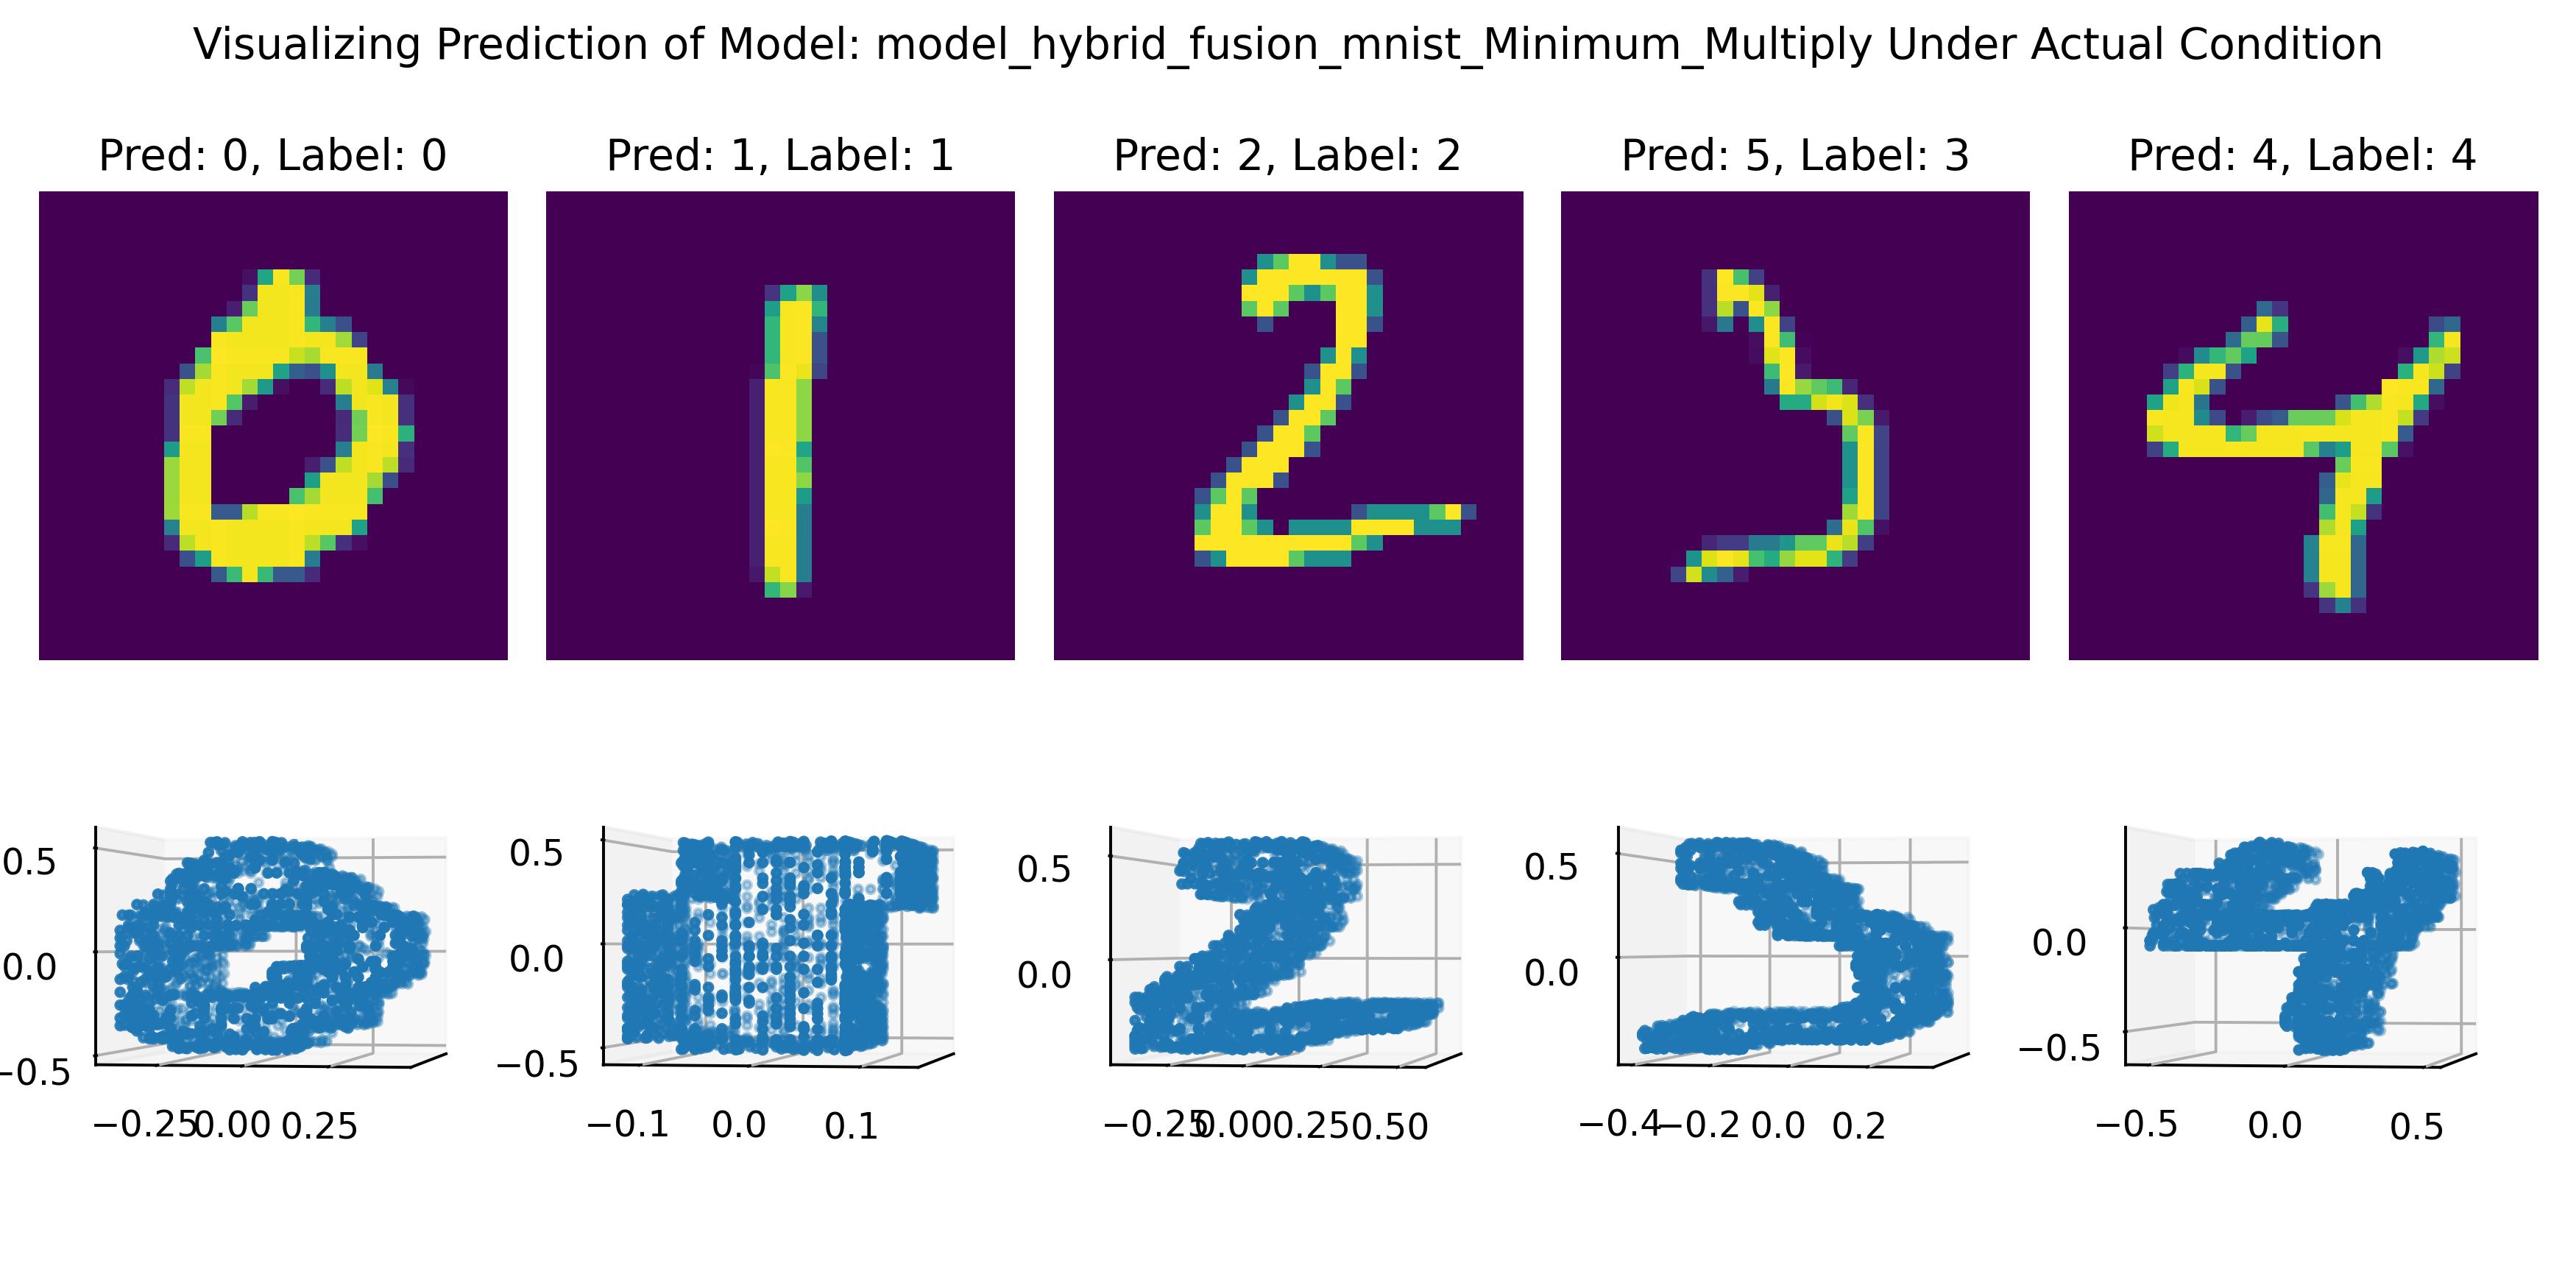 Visualizing Prediction of Model: model_hybrid_fusion_mnist_Minimum_Multiply Under Actual Condition
Pred: 0, Label: 0
Pred: 1, Label: 1
Pred: 2, Label: 2
Pred: 5, Label: 3
Pred: 4, Label: 4
0.5
0.0
−0.5
−0.25 0.00 0.25
0.5
0.0
−0.5
−0.1 0.0 0.1
0.5
0.0
−0.25 0.00 0.25 0.50
0.5
0.0
−0.4 −0.2 0.0 0.2
0.0
−0.5
−0.5 0.0 0.5